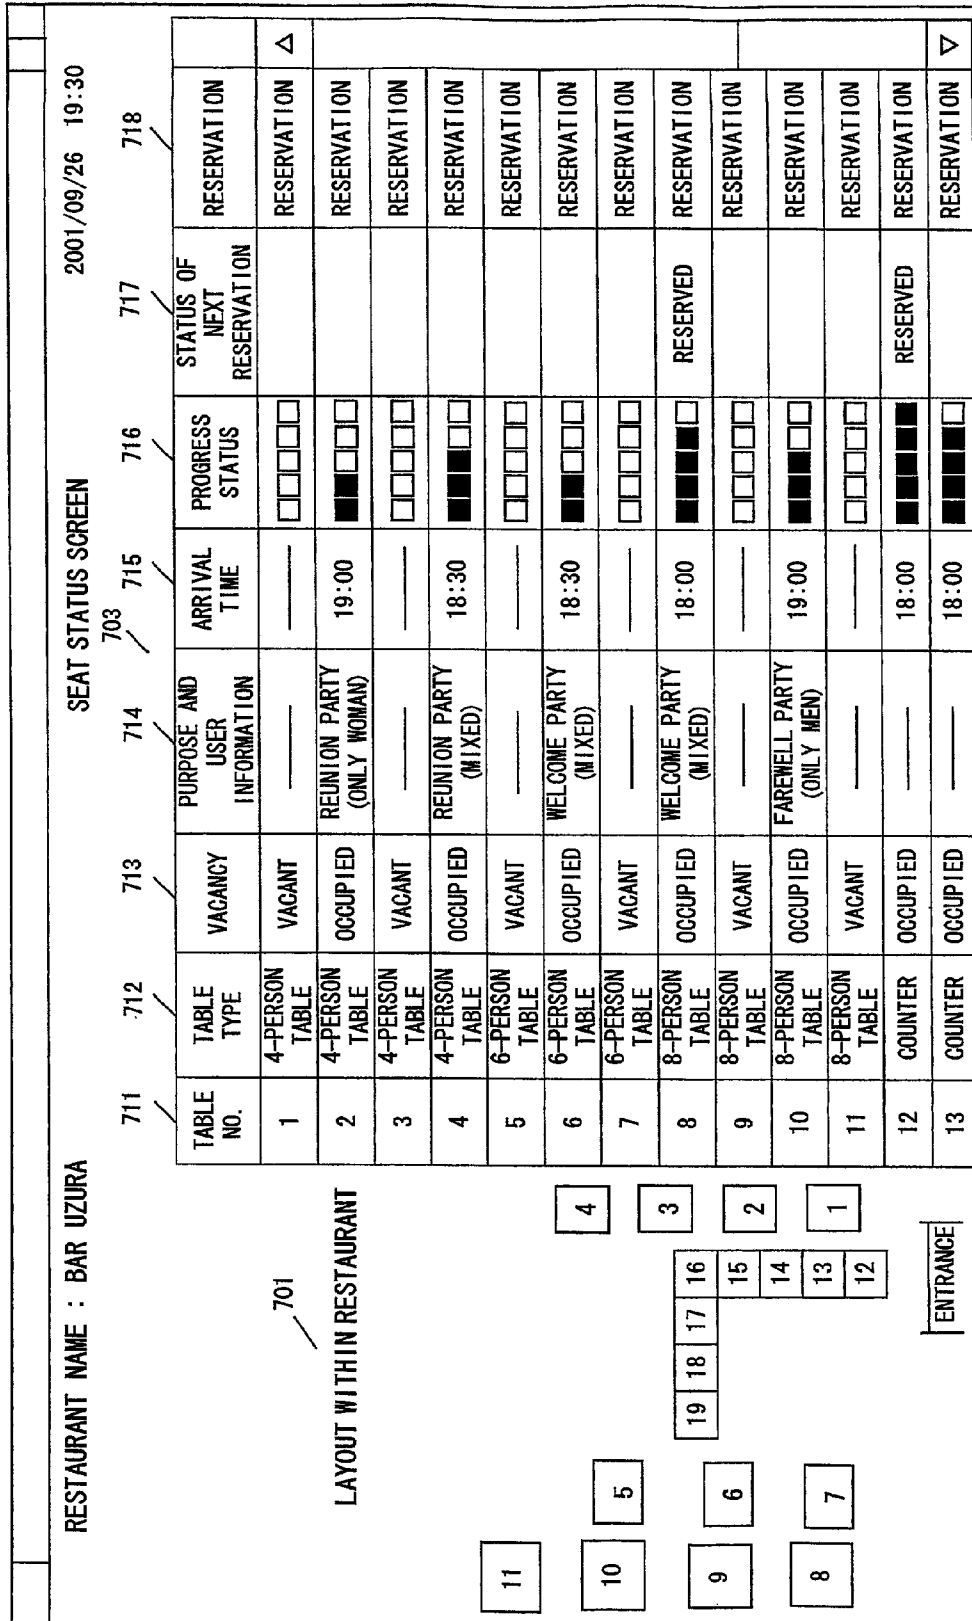 RESTAURANT NAME : BAR UZURA
SEAT STATUS SCREEN
2001/09/26 19:30
701
LAYOUT WITHIN RESTAURANT
11
10
5
9
6
8
7
19 18 17 16
15
14
13
12
4
3
2
1
ENTRANCE
703
711 712 713 714 715 716 717 718
TABLE NO. TABLE TYPE VACANCY PURPOSE AND USER INFORMATION ARRIVAL TIME PROGRESS STATUS STATUS OF NEXT RESERVATION RESERVATION
1 4-PERSON TABLE VACANT —— —— RESERVATION
2 4-PERSON TABLE OCCUPIED REUNION PARTY (ONLY WOMAN) 19:00 RESERVATION
3 4-PERSON TABLE VACANT —— —— RESERVATION
4 4-PERSON TABLE OCCUPIED REUNION PARTY (MIXED) 18:30 RESERVATION
5 6-PERSON TABLE VACANT —— —— RESERVATION
6 6-PERSON TABLE OCCUPIED WELCOME PARTY (MIXED) 18:30 RESERVATION
7 6-PERSON TABLE VACANT —— —— RESERVATION
8 8-PERSON TABLE OCCUPIED WELCOME PARTY (MIXED) 18:00 RESERVED RESERVATION
9 8-PERSON TABLE VACANT —— —— RESERVATION
10 8-PERSON TABLE OCCUPIED FAREWELL PARTY (ONLY MEN) 19:00 RESERVATION
11 8-PERSON TABLE VACANT —— —— RESERVATION
12 COUNTER OCCUPIED —— 18:00 RESERVED RESERVATION
13 COUNTER OCCUPIED —— 18:00 RESERVATION